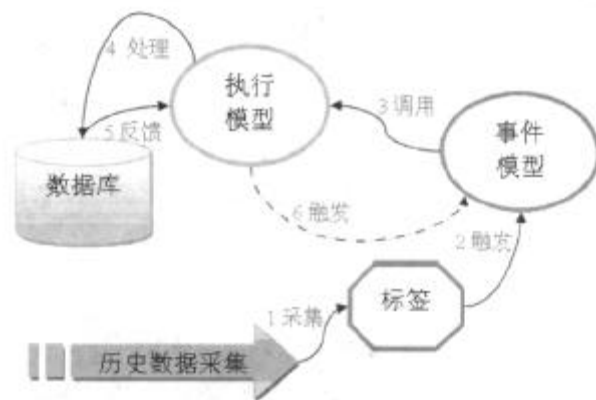 4 处理
执行
模型
3 调用
5 反馈
事件
模型
数据库
6 触发
2 触发
标签
1 采集
历史数据采集